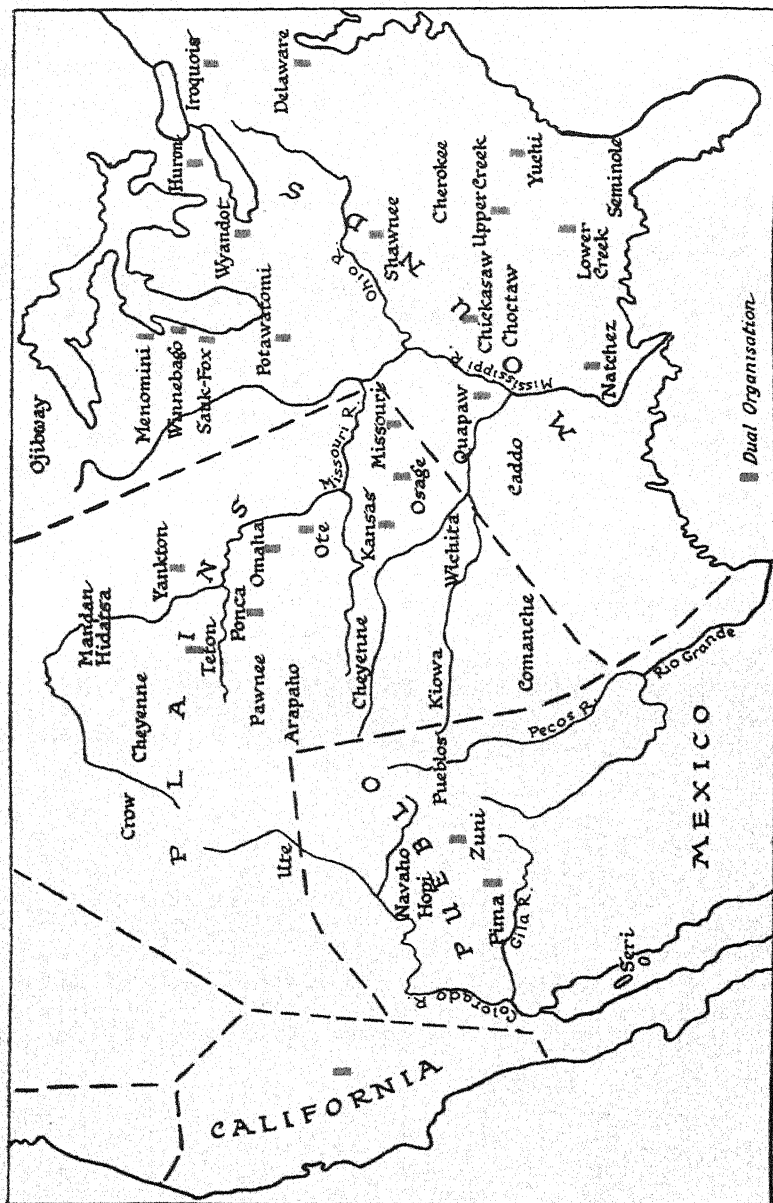 Ojibway
Menomini
Winnebago
Sauk-Fox
Potawatomi
Wyandot
Huron
Iroquois
Delaware
Mandan
Hidatsa
Yankton
Cheyenne
Crow
Teton
Ponca
Omaha
Pawnee
Arapaho
Ote
Missouri R.
PLAINS
Ute
Cheyenne
Kansas
Missouri
Osage
Kiowa
Wichita
Comanche
Quapaw
Caddo
Ohio R.
Shawnee
Cherokee
Chickasaw
Upper Creek
Choctaw
Yuchi
Mississippi R.
Natchez
Lower
Creek
Seminole
MUNDS
Navaho
Hopi
PUEBLO
Pueblos
Zuni
Pima
Gila R.
Colorado R.
Pecos R.
Rio Grande
Seri
CALIFORNIA
MEXICO
Dual Organisation